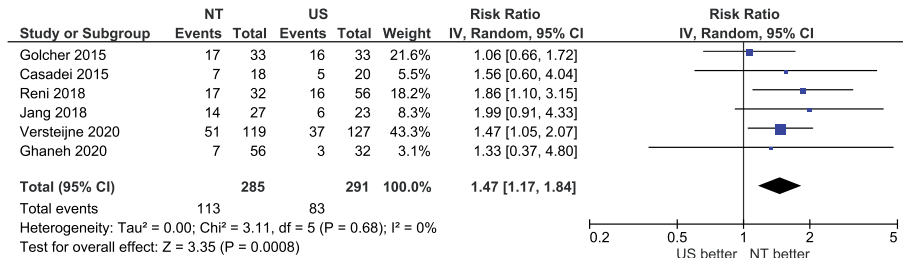 NT US Risk Ratio Risk Ratio
Study or Subgroup Events Total Events Total Weight IV, Random, 95% CI IV, Random, 95% CI
Golcher 2015 17 33 16 33 21.6% 1.06 [0.66, 1.72]
Casadei 2015 7 18 5 20 5.5% 1.56 [0.60, 4.04]
Reni 2018 17 32 16 56 18.2% 1.86 [1.10, 3.15]
Jang 2018 14 27 6 23 8.3% 1.99 [0.91, 4.33]
Versteijne 2020 51 119 37 127 43.3% 1.47 [1.05, 2.07]
Ghaneh 2020 7 56 3 32 3.1% 1.33 [0.37, 4.80]
Total (95% CI) 285 291 100.0% 1.47 [1.17, 1.84]
Total events 113 83
Heterogeneity: Tau² = 0.00; Chi² = 3.11, df = 5 (P = 0.68); I² = 0%
Test for overall effect: Z = 3.35 (P = 0.0008)
0.2 0.5 1 2 5
US better NT better